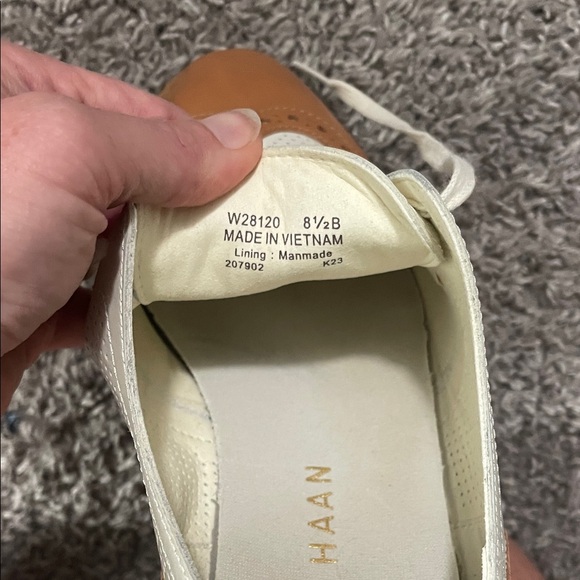 W28120 8½B
MADE IN VIETNAM
Lining : Manmade
207902 K23
HAAN